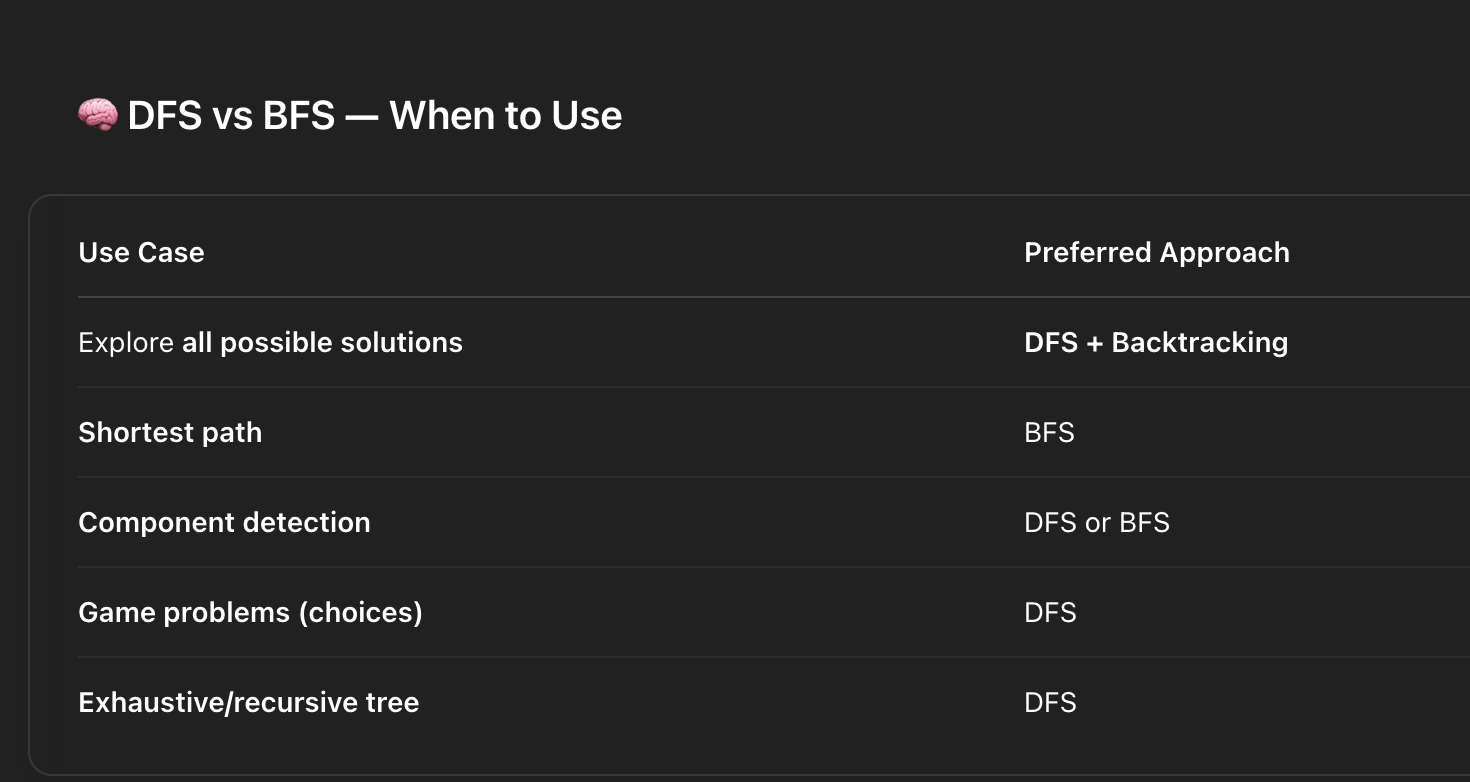 🧠 DFS vs BFS — When to Use
Use Case Preferred Approach
Explore all possible solutions DFS + Backtracking
Shortest path BFS
Component detection DFS or BFS
Game problems (choices) DFS
Exhaustive/recursive tree DFS